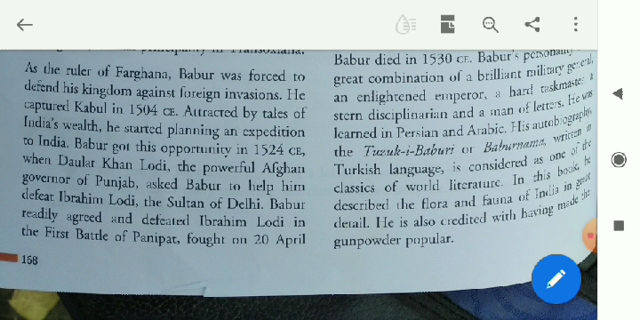 As the ruler of Farghana, Babur was forced to
defend his kingdom against foreign invasions. He
captured Kabul in 1504 CE. Attracted by tales of
India's wealth, he started planning an expedition
to India. Babur got this opportunity in 1524 CE,
when Daulat Khan Lodi, the powerful Afghan
governor of Punjab, asked Babur to help him
defeat Ibrahim Lodi, the Sultan of Delhi. Babur
readily agreed and defeated Ibrahim Lodi in
the First Battle of Panipat, fought on 20 April
168
Babur died in 1530 CE. Babur's personality
great combination of a brilliant military general,
an enlightened emperor, a hard taskmaster a
stern disciplinarian and a man of letters. He was
learned in Persian and Arabic. His autobiography,
the Tuzuk-i-Baburi or Baburnama, written in
Turkish language, is considered as one of the
classics of world literature. In this book, he
described the flora and fauna of India in great
detail. He is also credited with having made the
gunpowder popular.